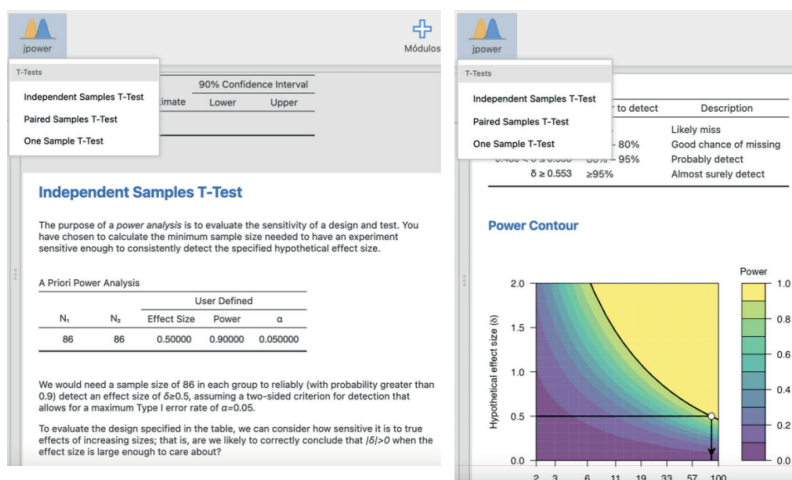 jpower
Módulos
T-Tests
Independent Samples T-Test
Paired Samples T-Test
One Sample T-Test
90% Confidence Interval
Lower Upper
Independent Samples T-Test
The purpose of a power analysis is to evaluate the sensitivity of a design and test. You
have chosen to calculate the minimum sample size needed to have an experiment
sensitive enough to consistently detect the specified hypothetical effect size.
A Priori Power Analysis
User Defined
N₁ N₂ Effect Size Power α
86 86 0.50000 0.90000 0.050000
We would need a sample size of 86 in each group to reliably (with probability greater than
0.9) detect an effect size of δ≥0.5, assuming a two-sided criterion for detection that
allows for a maximum Type I error rate of α=0.05.
To evaluate the design specified in the table, we can consider how sensitive it is to true
effects of increasing sizes; that is, are we likely to correctly conclude that |δ|>0 when the
effect size is large enough to care about?
jpower
T-Tests
Independent Samples T-Test
Paired Samples T-Test
One Sample T-Test
to detect Description
Likely miss
80% Good chance of missing
95% Probably detect
δ ≥ 0.553 ≥95% Almost surely detect
Power Contour
Power
Hypothetical effect size (δ)
2.0
1.5
1.0
0.5
0.0
2 3 6 11 19 33 57 100
1.0
0.8
0.6
0.4
0.2
0.0